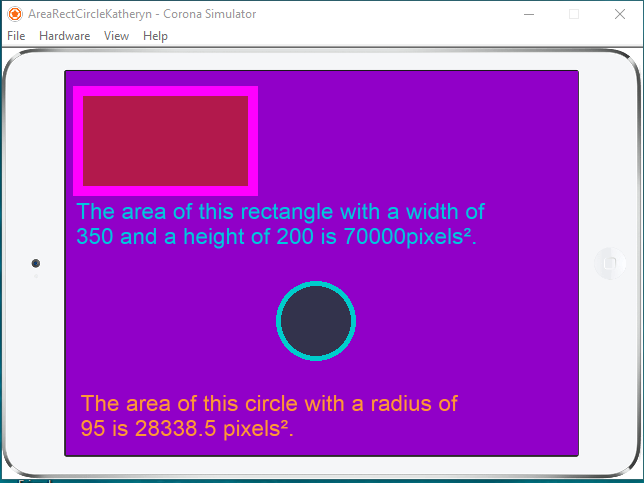 AreaRectCircleKatheryn - Corona Simulator
File Hardware View Help
The area of this rectangle with a width of
350 and a height of 200 is 70000pixels².
The area of this circle with a radius of
95 is 28338.5 pixels².